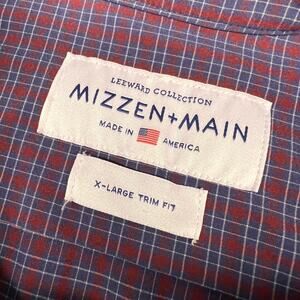 LEEWARD COLLECTION
MIZZEN+MAIN
MADE IN AMERICA
X-LARGE TRIM FIT